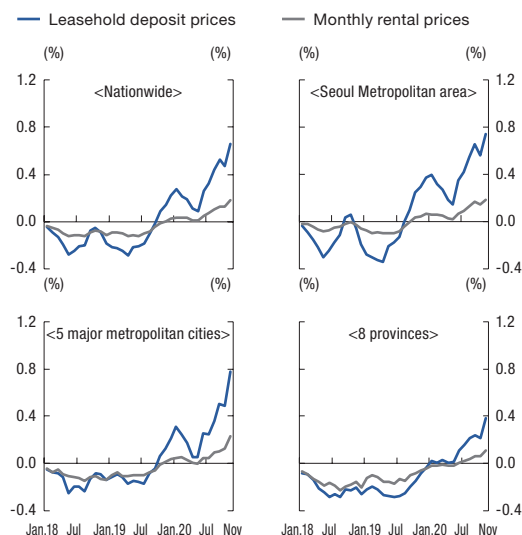 Leasehold deposit prices Monthly rental prices
(%) (%) (%) (%)
1.2 1.2
<Nationwide> <Seoul Metropolitan area>
0.8 0.8
0.4 0.4
0.0 0.0
-0.4 -0.4
(%) (%) (%) (%)
1.2 1.2
<5 major metropolitan cities> <8 provinces>
0.8 0.8
0.4 0.4
0.0 0.0
-0.4 -0.4
Jan.18 Jul Jan.19 Jul Jan.20 Jul Nov Jan.18 Jul Jan.19 Jul Jan.20 Jul Nov